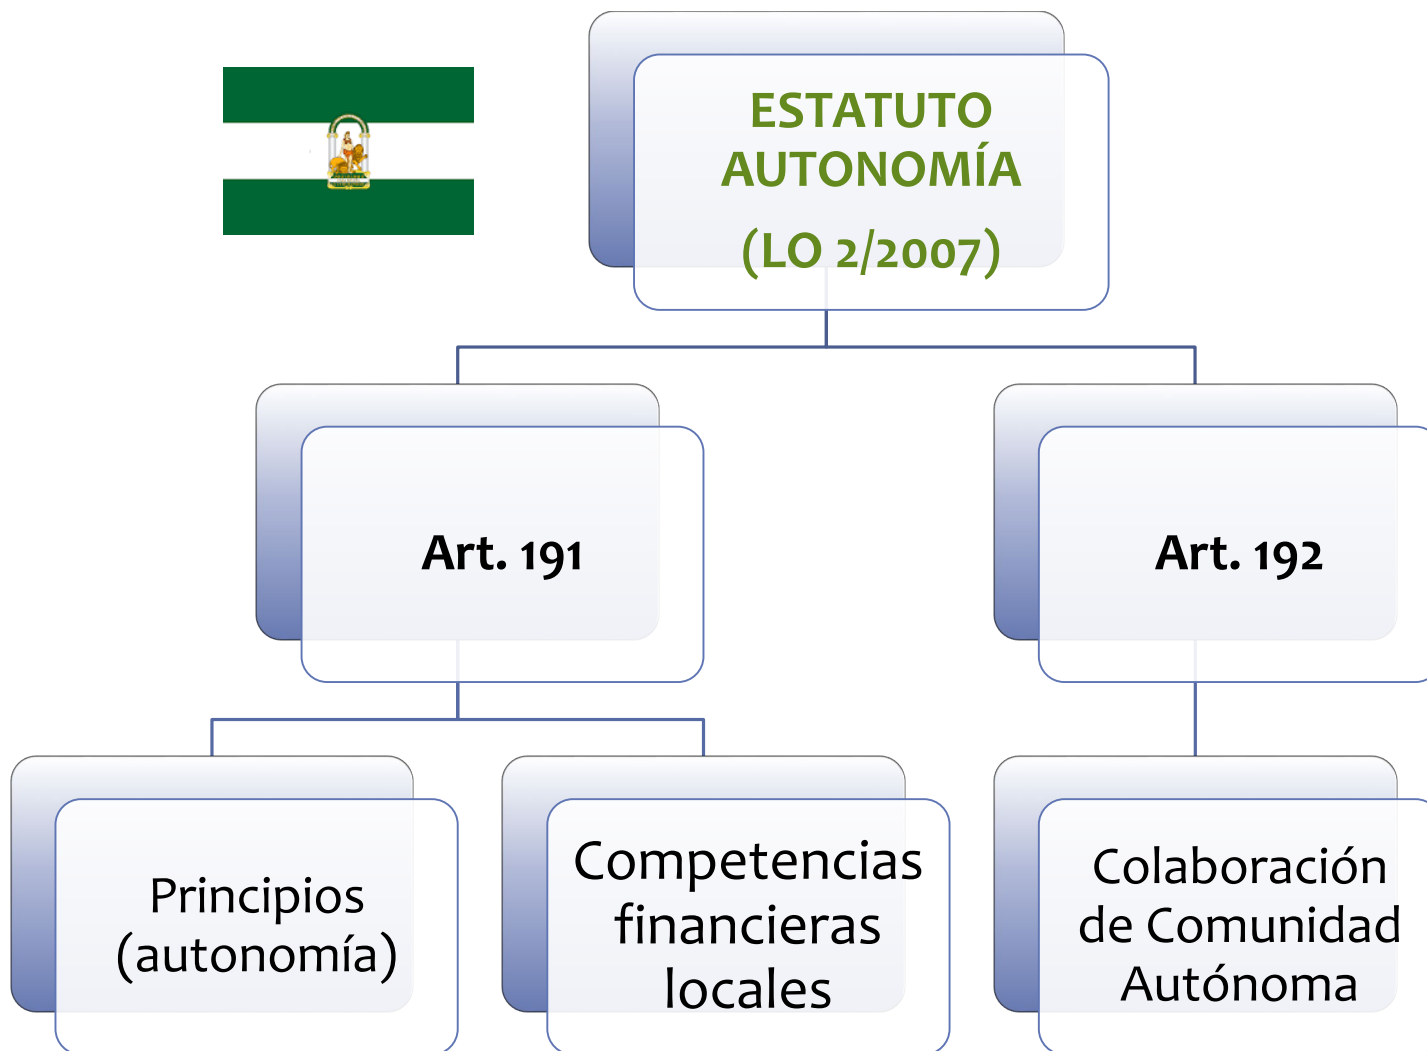 ESTATUTO
AUTONOMÍA
(LO 2/2007)
Art. 191
Art. 192
Principios
(autonomía)
Competencias
financieras
locales
Colaboración
de Comunidad
Autónoma